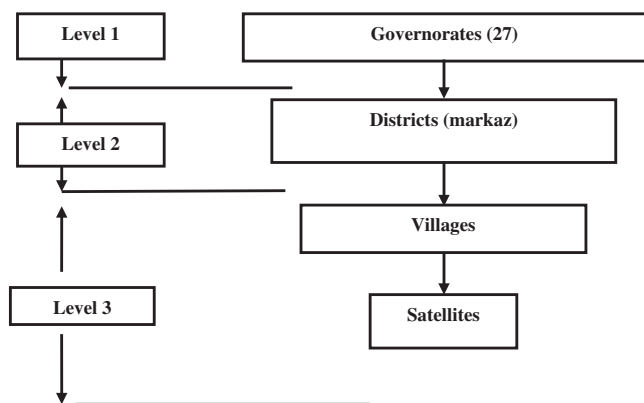 Level 1
Governorates (27)
Districts (markaz)
Level 2
Villages
Level 3
Satellites